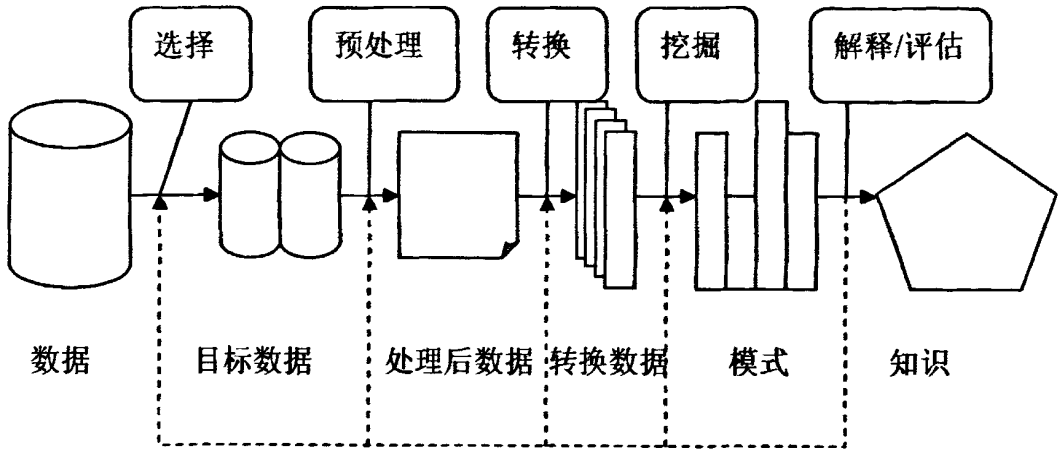 选择
预处理
转换
挖掘
解释/评估
数据
目标数据
处理后数据
转换数据
模式
知识